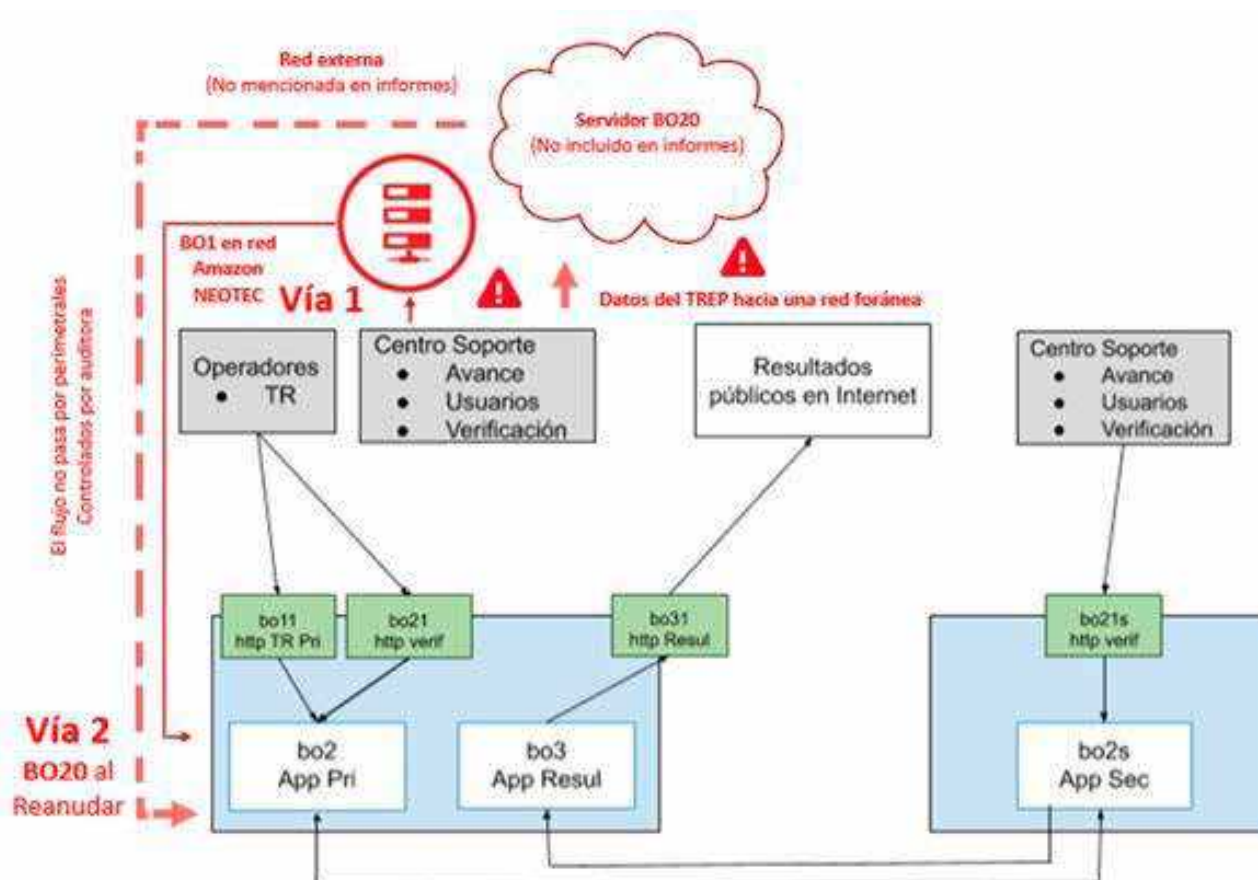 Red externa
(No mencionada en informes)
Servidor BO20
(No incluido en informes)
BO1 en red
Amazon
NEOTEC
Vía 1
Datos del TREP hacia una red foránea
El flujo no pasa por perimetrales
Controlados por auditora
Operadores
● TR
Centro Soporte
● Avance
● Usuarios
● Verificación
Resultados
públicos en Internet
Centro Soporte
● Avance
● Usuarios
● Verificación
bo11
http TR Pri
bo21
http verif
bo31
http Resul
bo21s
http verif
Vía 2
BO20 al
Reanudar
bo2
App Pri
bo3
App Resul
bo2s
App Sec